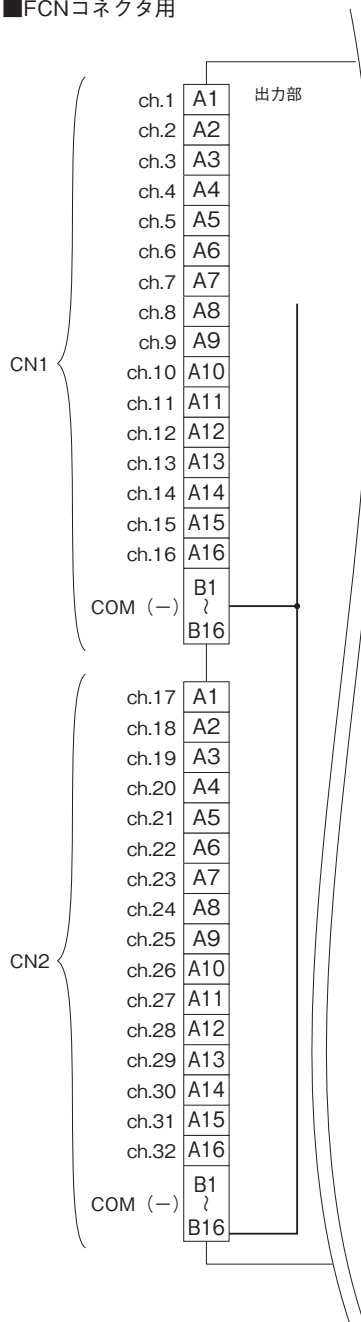 ■FCNコネクタ用
出力部
CN1
ch.1 A1
ch.2 A2
ch.3 A3
ch.4 A4
ch.5 A5
ch.6 A6
ch.7 A7
ch.8 A8
ch.9 A9
ch.10 A10
ch.11 A11
ch.12 A12
ch.13 A13
ch.14 A14
ch.15 A15
ch.16 A16
COM（−） B1
～
B16
CN2
ch.17 A1
ch.18 A2
ch.19 A3
ch.20 A4
ch.21 A5
ch.22 A6
ch.23 A7
ch.24 A8
ch.25 A9
ch.26 A10
ch.27 A11
ch.28 A12
ch.29 A13
ch.30 A14
ch.31 A15
ch.32 A16
COM（−） B1
～
B16